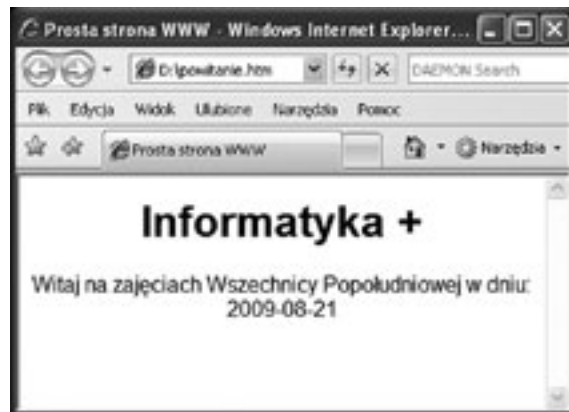 Prosta strona WWW - Windows Internet Explorer...
D:\powitanie.htm DAEMON Search
Plik Edycja Widok Ulubione Narzędzia Pomoc
Prosta strona WWW Narzędzia
Informatyka +
Witaj na zajęciach Wszechnicy Popołudniowej w dniu:
2009-08-21